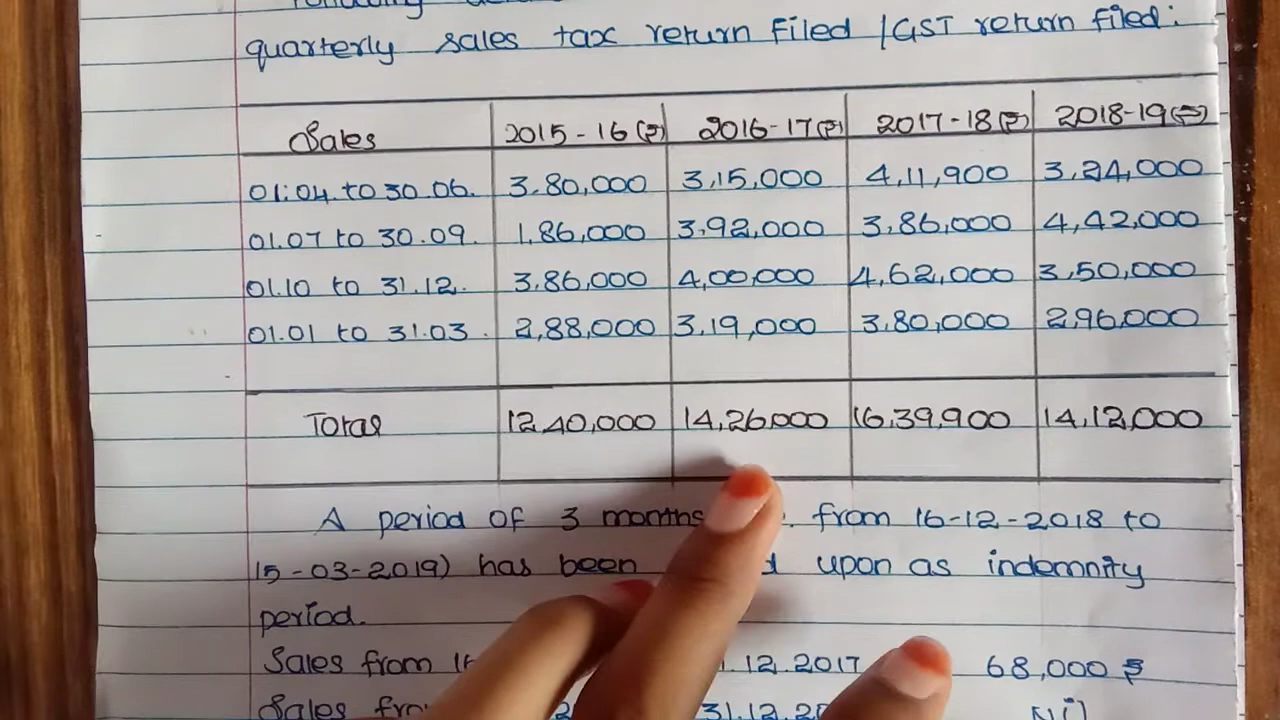 quarterly sales tax return filed / GST return filed:
Sales 2015-16 (₹) 2016-17 (₹) 2017-18 (₹) 2018-19 (₹)
01.04. to 30.06. 3,80,000 3,15,000 4,11,900 3,24,000
01.07 to 30.09. 1,86,000 3,92,000 3,86,000 4,42,000
01.10 to 31.12. 3,86,000 4,00,000 4,62,000 3,50,000
01.01 to 31.03. 2,88,000 3,19,000 3,80,000 2,96,000
Total 12,40,000 14,26,000 16,39,900 14,12,000
A period of 3 months from 16-12-2018 to
15-03-2019) has been upon as indemnity
period.
Sales from 12.2017 68,000 ₹
Sales 31.12. Nil